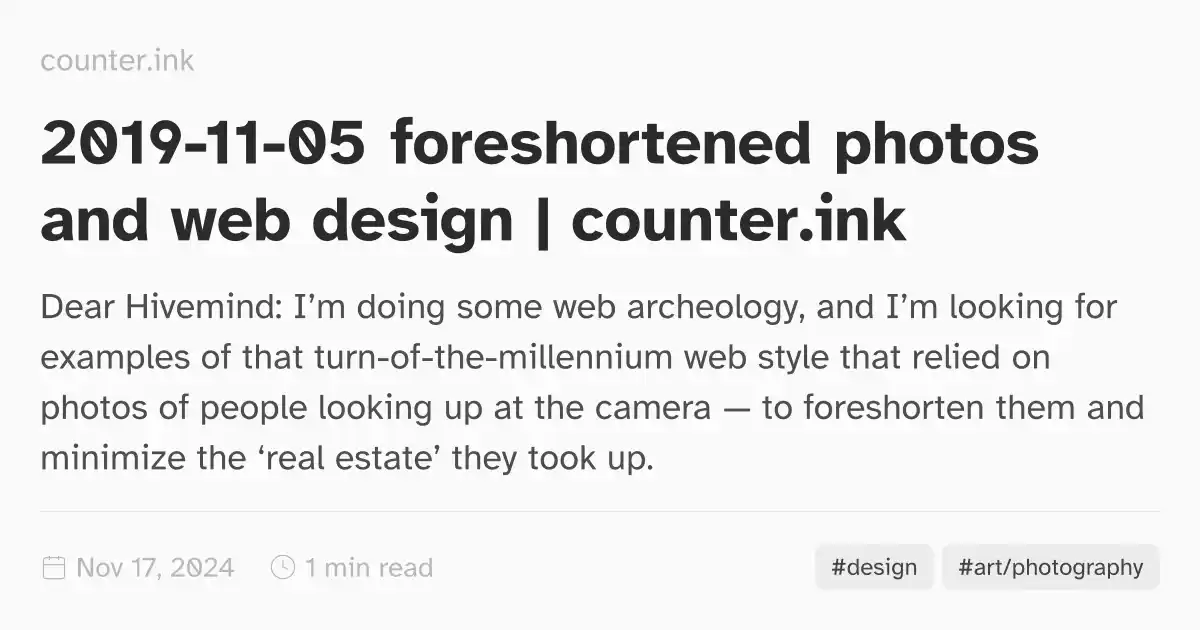 counter.ink
2019-11-05 foreshortened photos
and web design | counter.ink
Dear Hivemind: I’m doing some web archeology, and I’m looking for
examples of that turn-of-the-millennium web style that relied on
photos of people looking up at the camera — to foreshorten them and
minimize the ‘real estate’ they took up.
Nov 17, 2024 1 min read #design #art/photography